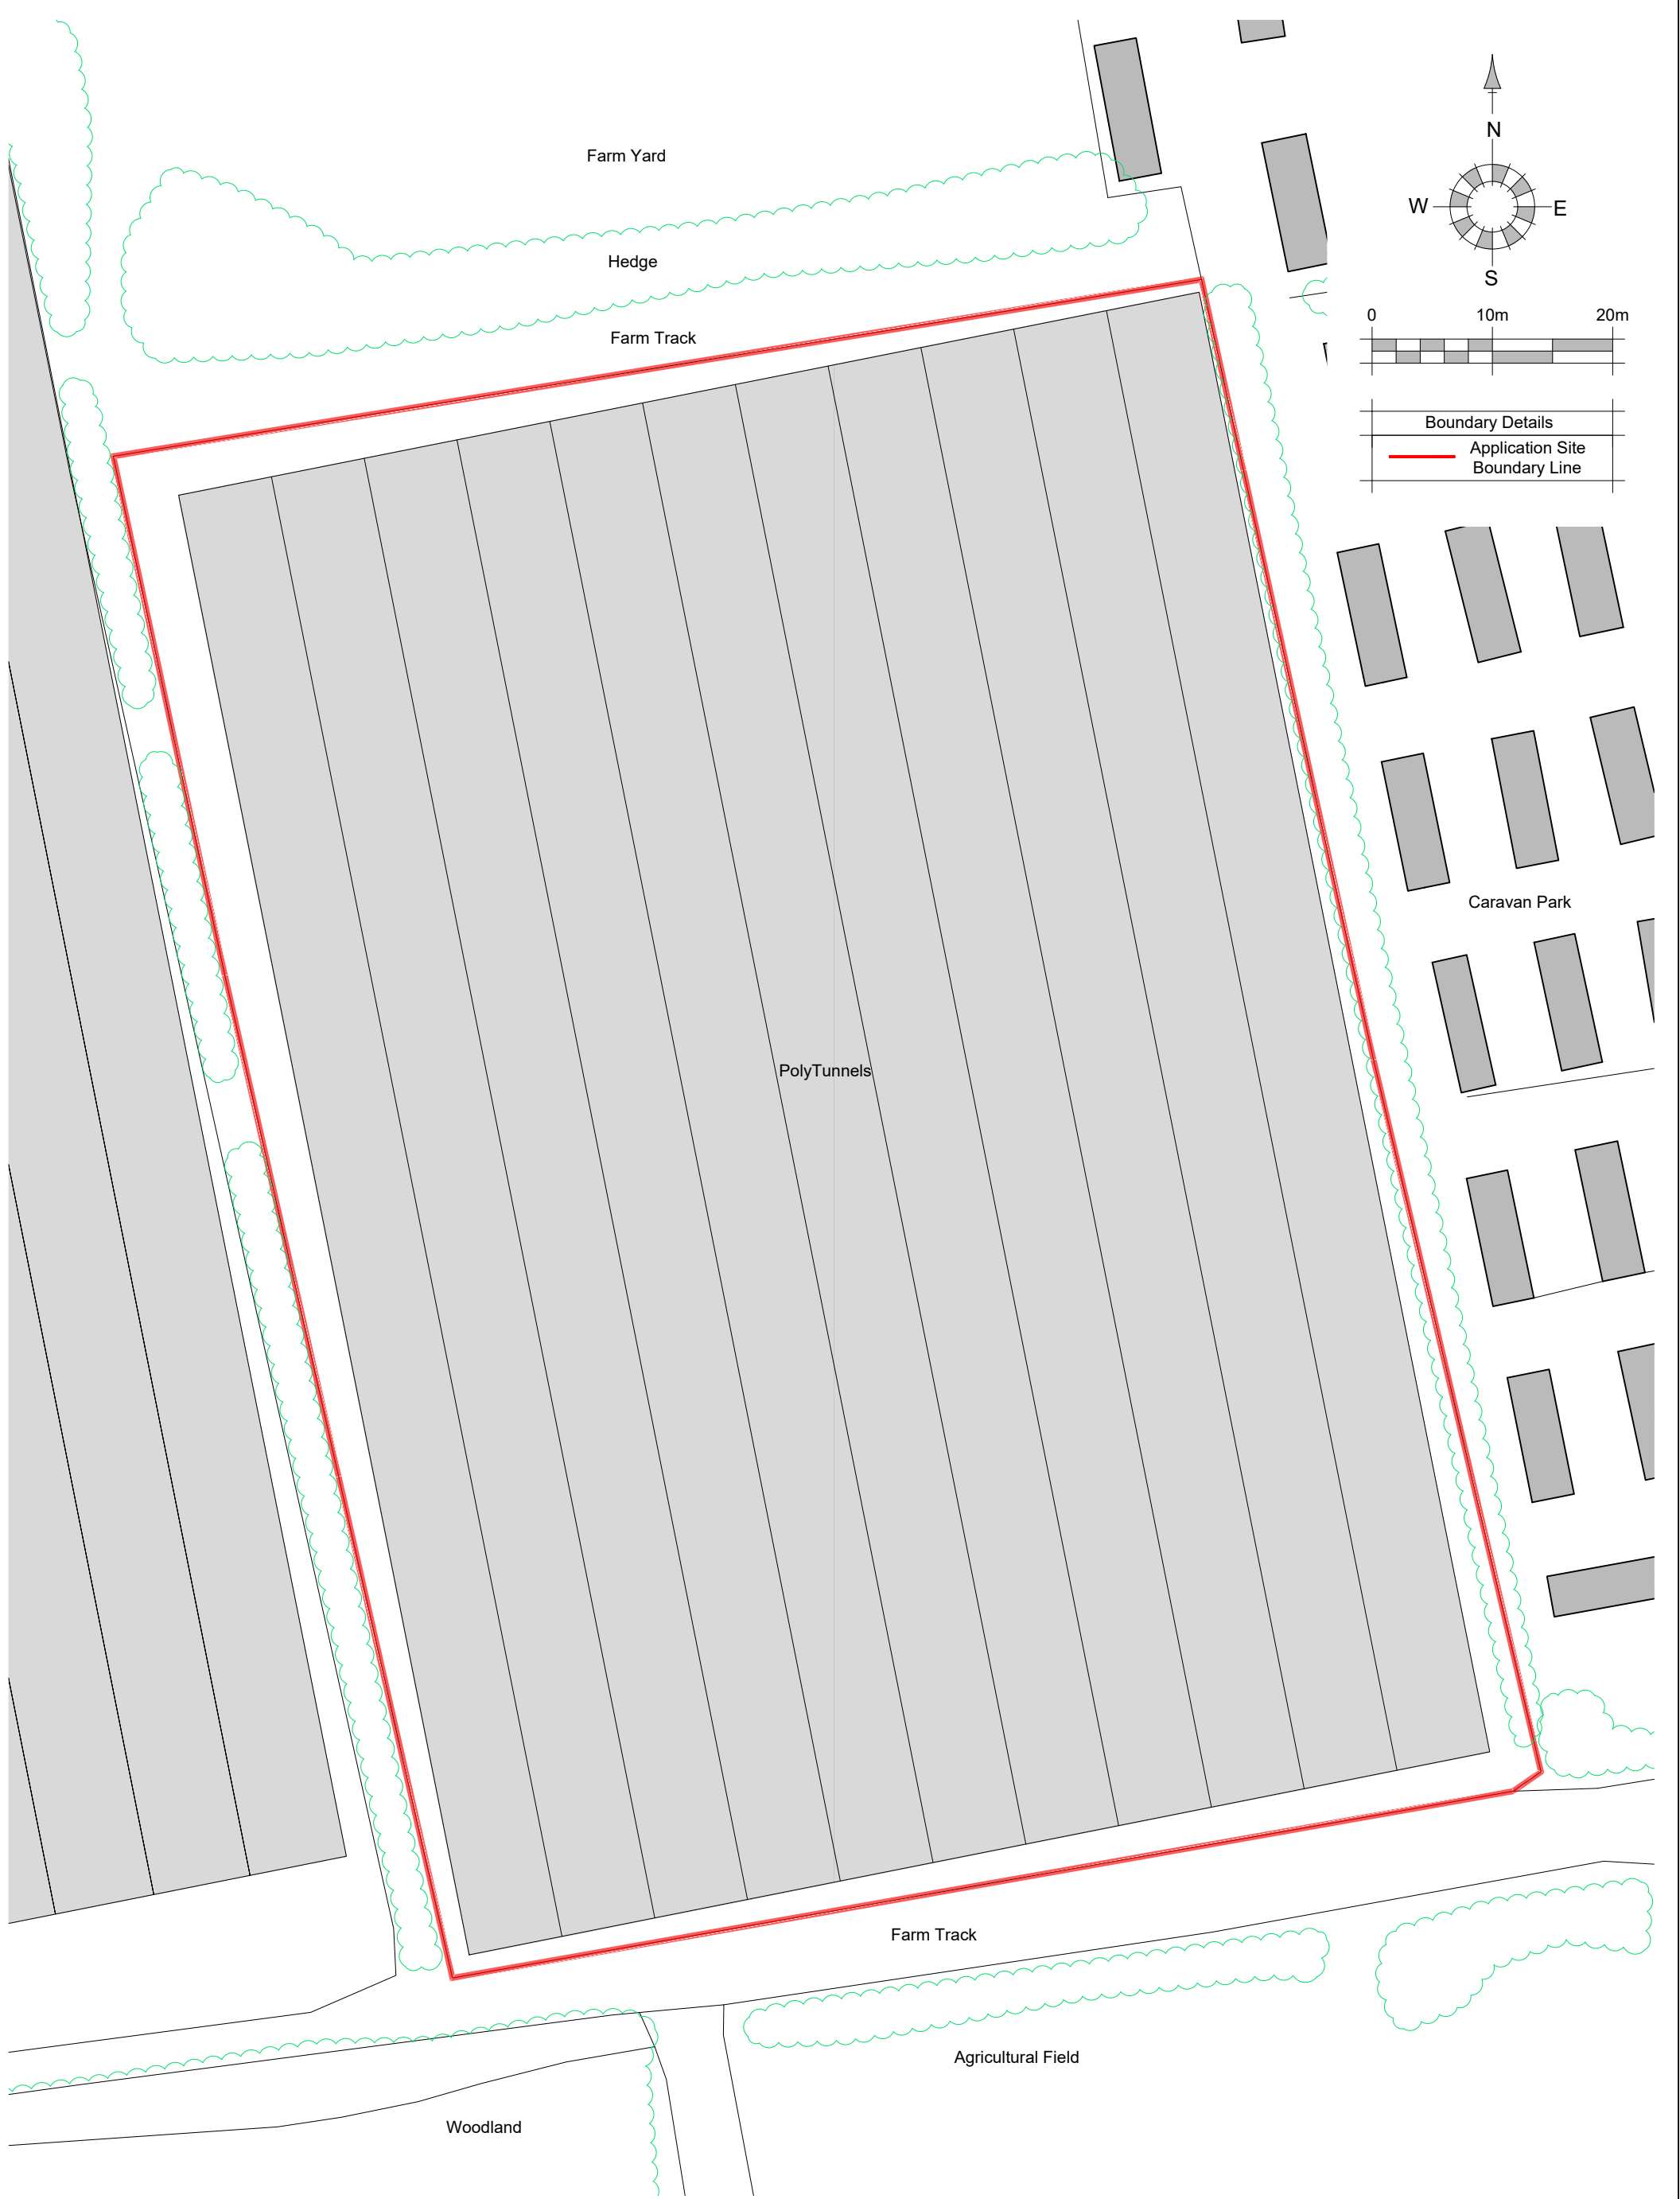 Farm Yard
N
W
E
S
Hedge
0 10m 20m
Farm Track
Boundary Details
Application Site
Boundary Line
Caravan Park
PolyTunnels
Farm Track
Agricultural Field
Woodland